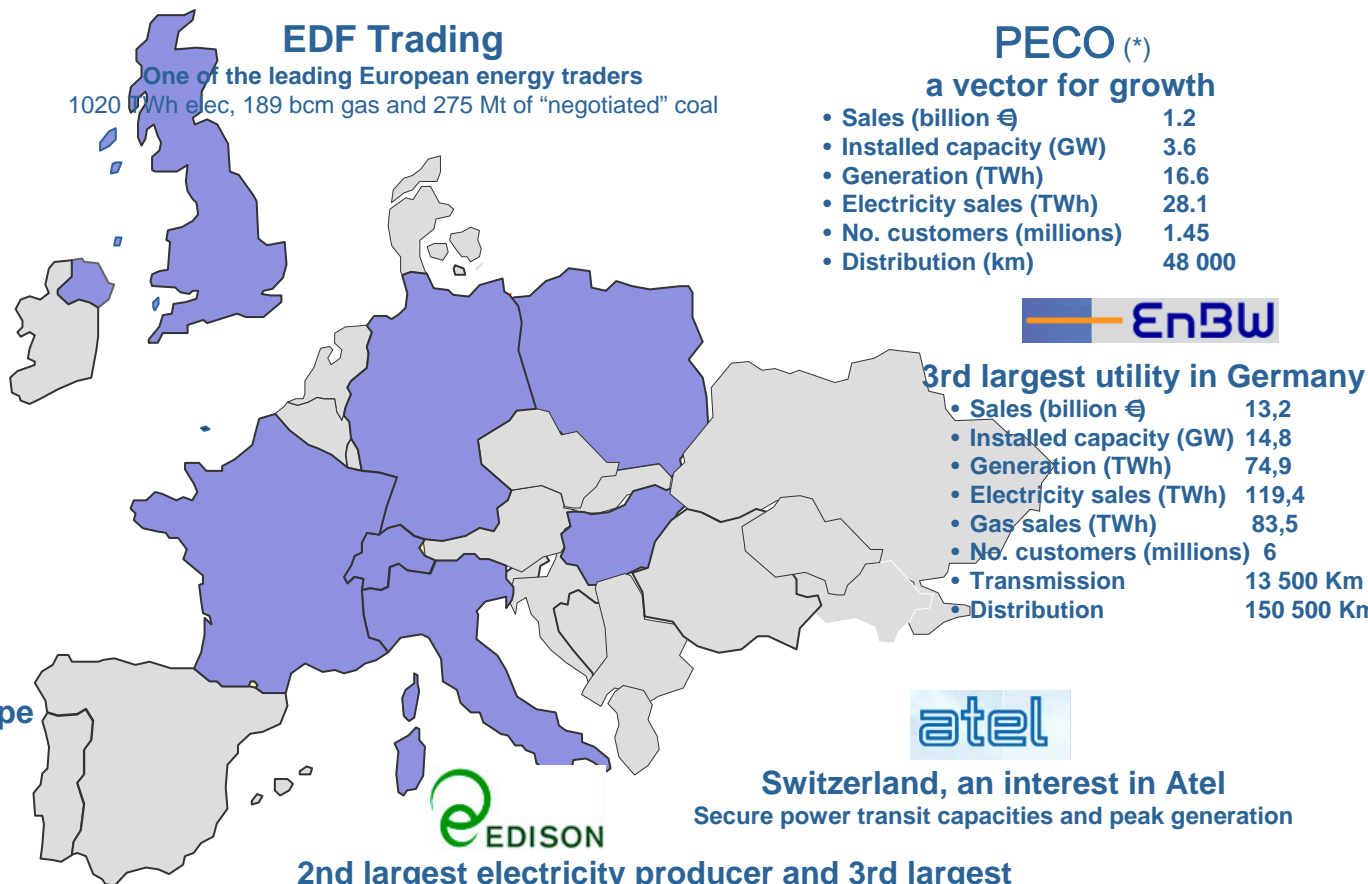 EDF Trading
One of the leading European energy traders
1020 TWh elec, 189 bcm gas and 275 Mt of “negotiated” coal
PECO (*)
a vector for growth
• Sales (billion €) 1.2
• Installed capacity (GW) 3.6
• Generation (TWh) 16.6
• Electricity sales (TWh) 28.1
• No. customers (millions) 1.45
• Distribution (km) 48 000
EnBW
3rd largest utility in Germany
• Sales (billion €) 13,2
• Installed capacity (GW) 14,8
• Generation (TWh) 74,9
• Electricity sales (TWh) 119,4
• Gas sales (TWh) 83,5
• No. customers (millions) 6
• Transmission 13 500 Km
• Distribution 150 500 Km
pe
atel
Switzerland, an interest in Atel
Secure power transit capacities and peak generation
EDISON
2nd largest electricity producer and 3rd largest